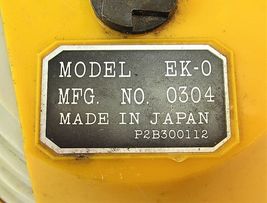 MODEL EK-0
MFG. NO. 0304
MADE IN JAPAN
P2B300112